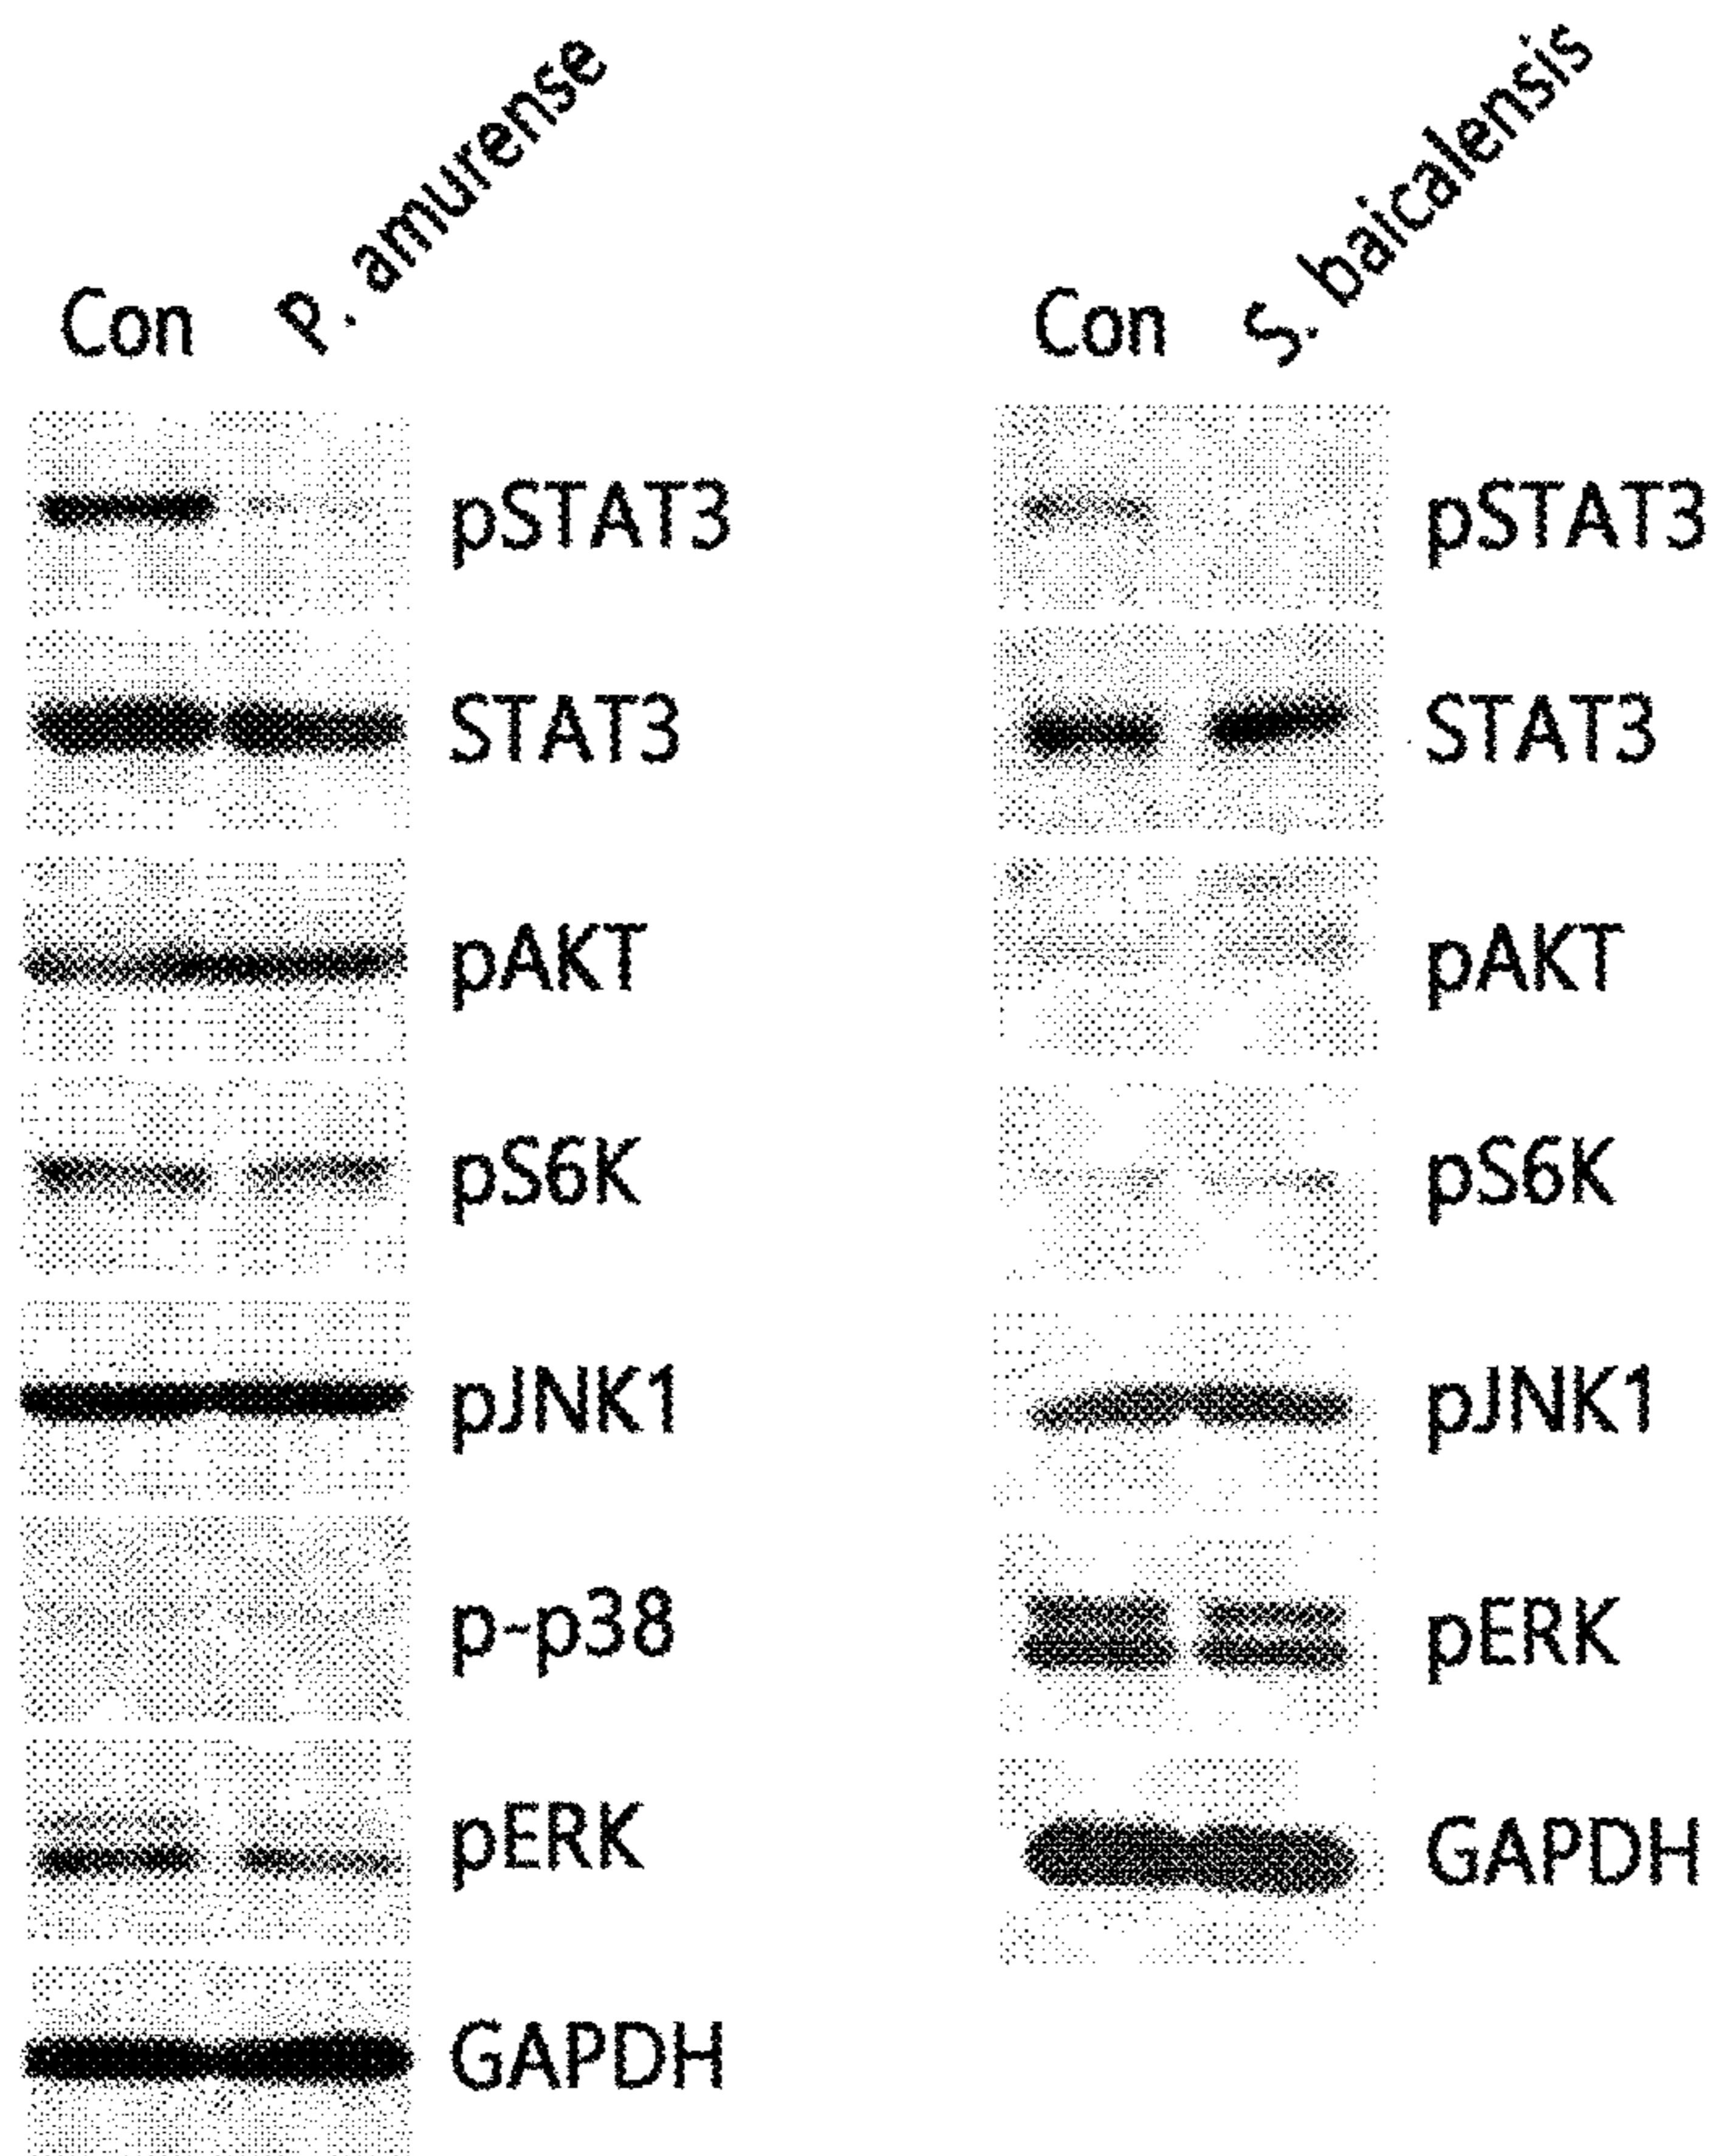 Con P. amurense
pSTAT3
STAT3
pAKT
pS6K
pJNK1
p-p38
pERK
GAPDH
Con S. baicalensis
pSTAT3
STAT3
pAKT
pS6K
pJNK1
pERK
GAPDH